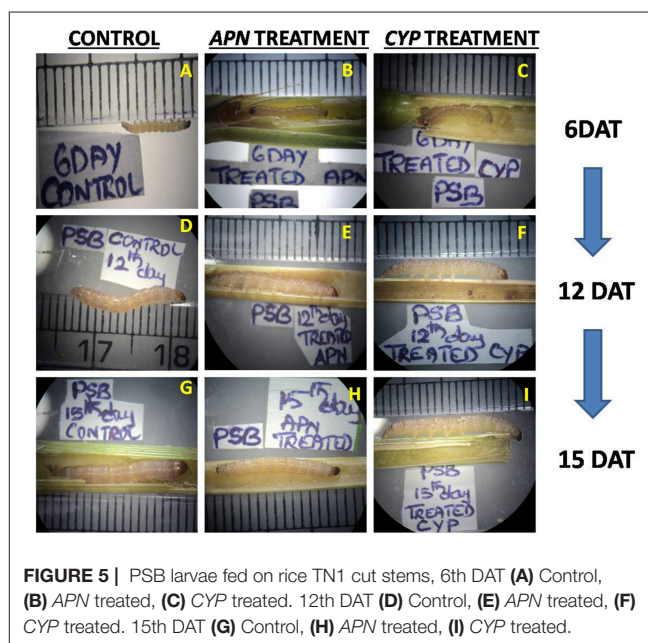 CONTROL
APN TREATMENT
CYP TREATMENT
A
6DAY
CONTROL
B
6DAY
TREATED APN
PSB
C
6DAY
TREATED CYP
PSB
6DAT
D
PSB CONTROL
12th day
17 18
E
PSB 12th day
TREATED
APN
F
PSB
12th day
TREATED CYP
12 DAT
G
PSB
15th day
CONTROL
H
15th day
APN
PSB TREATED
I
PSB
15th day
TREATED
CYP
15 DAT
FIGURE 5 | PSB larvae fed on rice TN1 cut stems, 6th DAT (A) Control,
(B) APN treated, (C) CYP treated. 12th DAT (D) Control, (E) APN treated, (F)
CYP treated. 15th DAT (G) Control, (H) APN treated, (I) CYP treated.